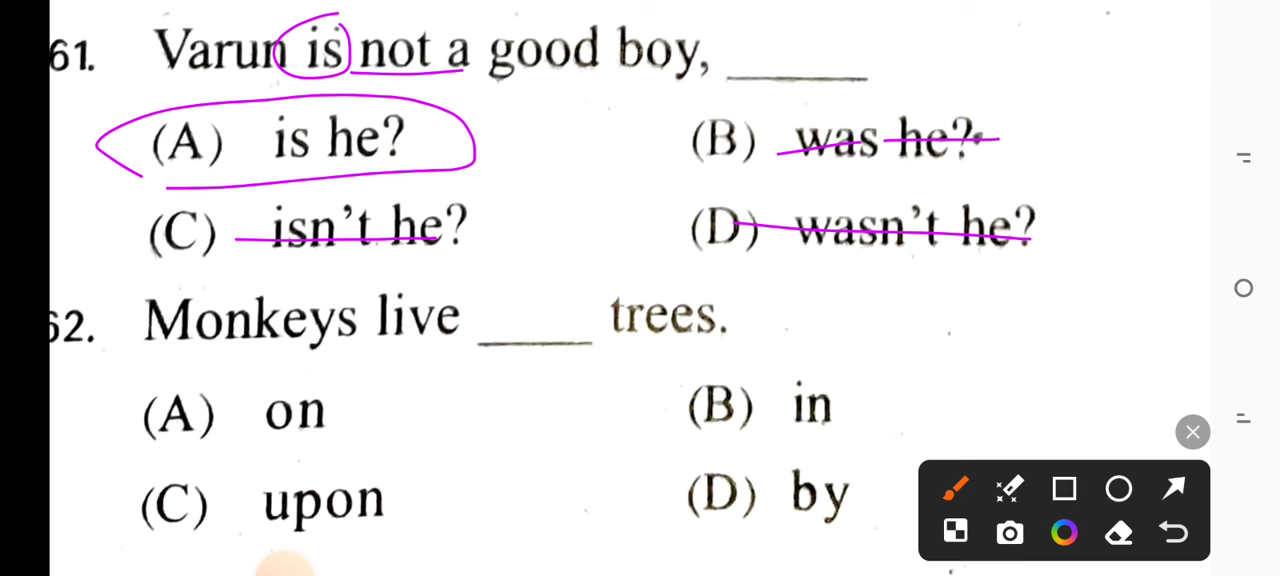 61. Varun is not a good boy, ______
(A) is he? (B) was he?
(C) isn't he? (D) wasn't he?
62. Monkeys live ____ trees.
(A) on (B) in
(C) upon (D) by